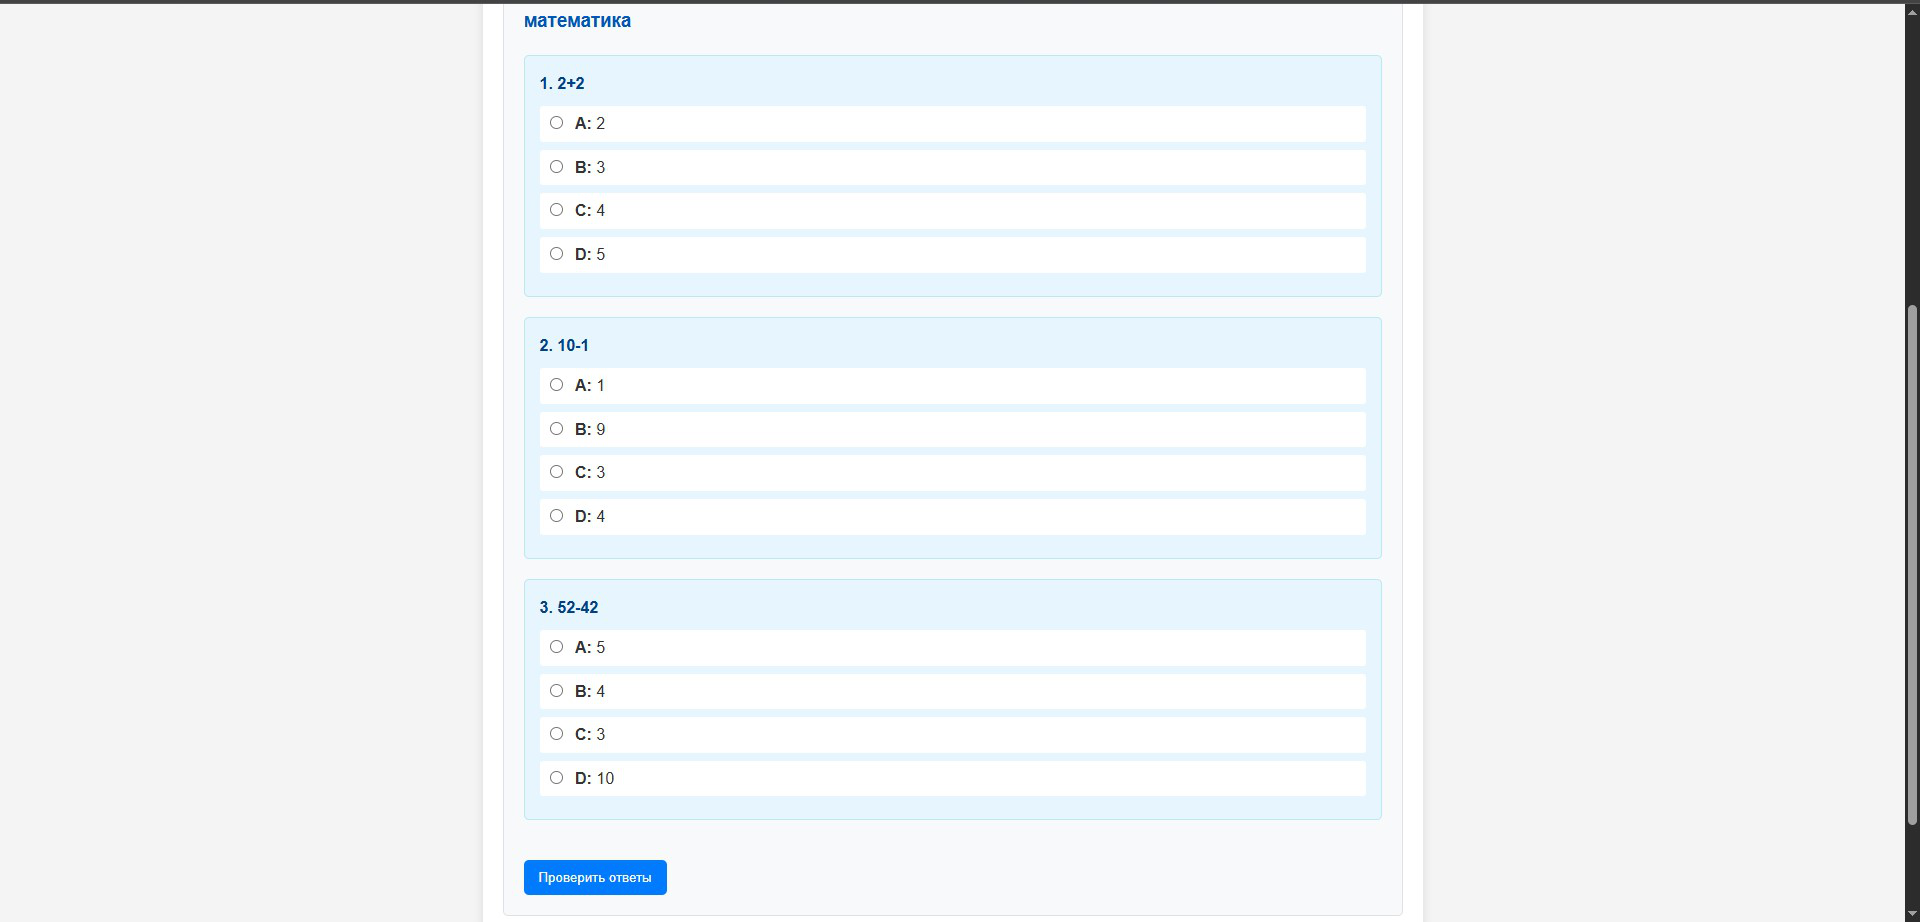 математика
1. 2+2
A: 2
B: 3
C: 4
D: 5
2. 10-1
A: 1
B: 9
C: 3
D: 4
3. 52-42
A: 5
B: 4
C: 3
D: 10
Проверить ответы